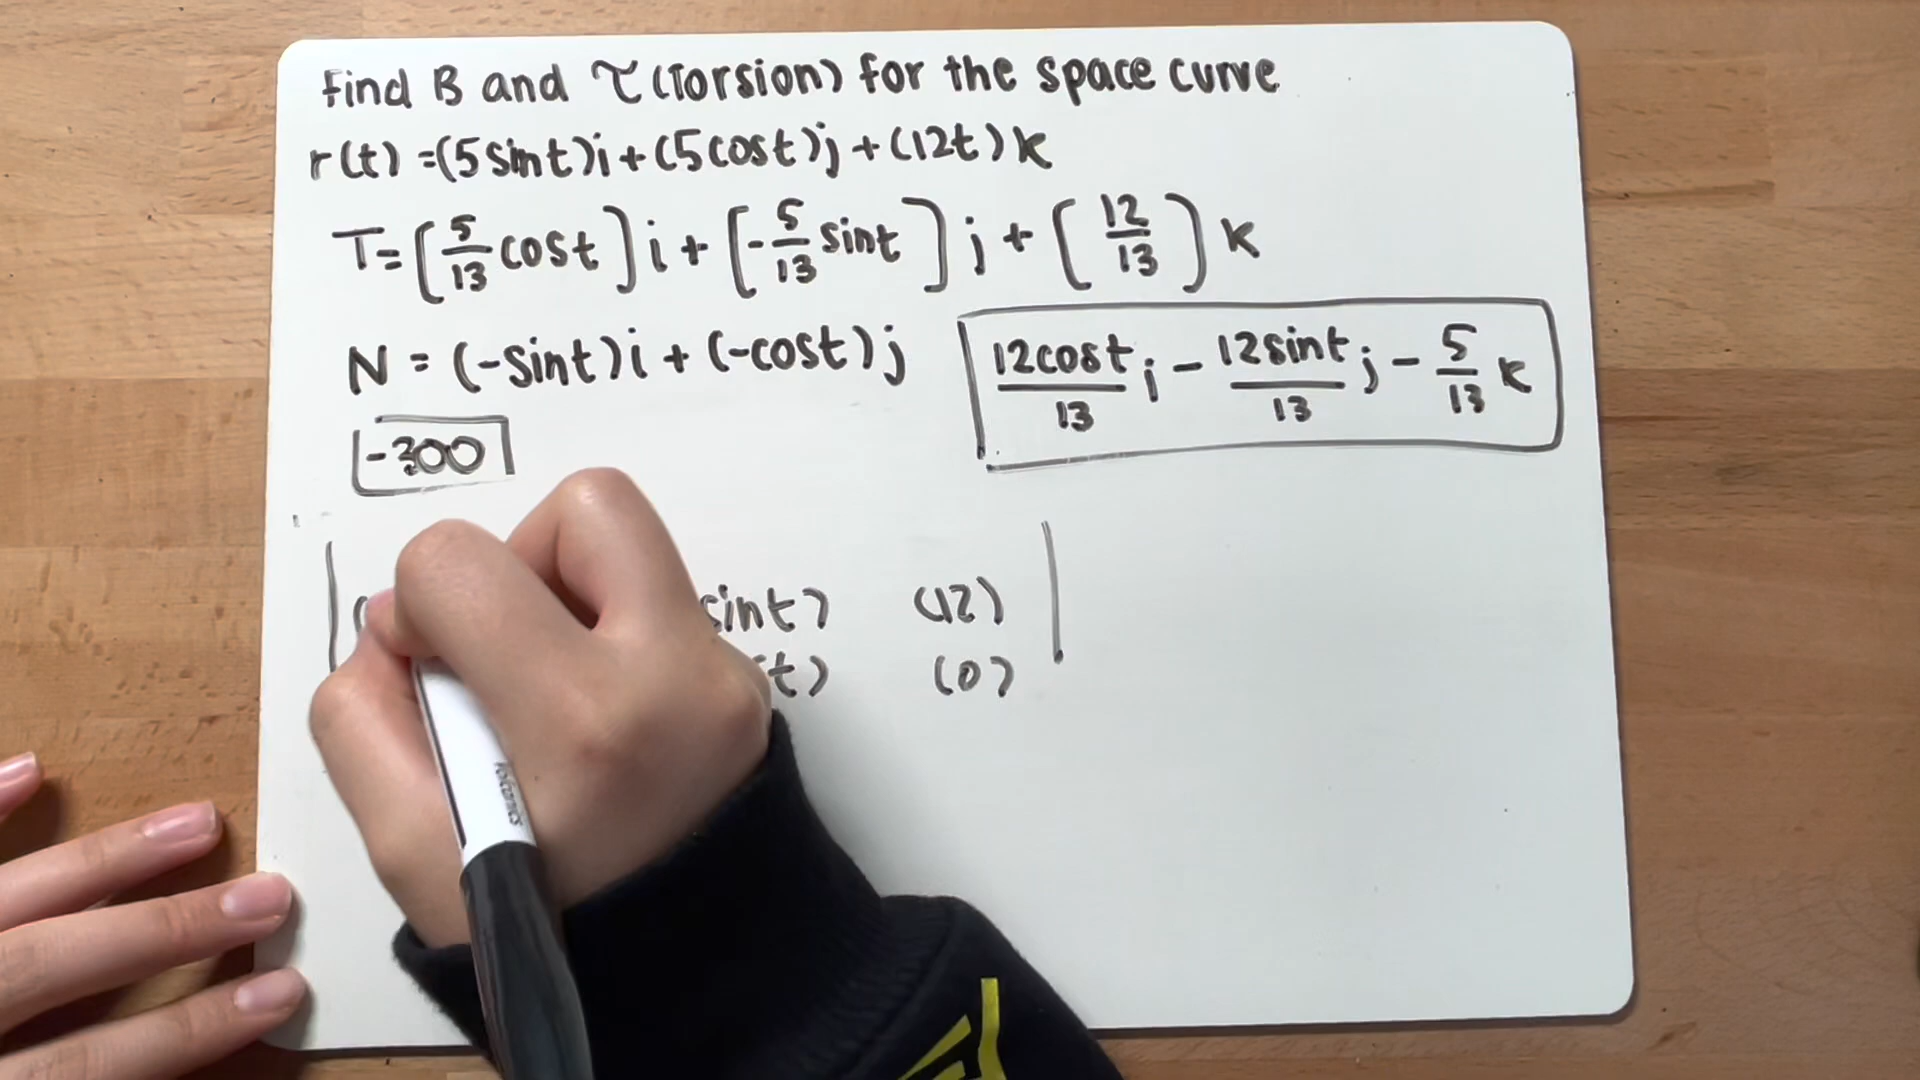 Find B and τ (Torsion) for the space curve
r(t) =(5sint)i+(5cost)j+(12t)k
T=[5/13 cost]i+[-5/13 sint]j+[12/13]k
N = (-sint)i+(-cost)j
12cost/13 i - 12sint/13 j - 5/13 k
-300
sint) (12)
t) (0)